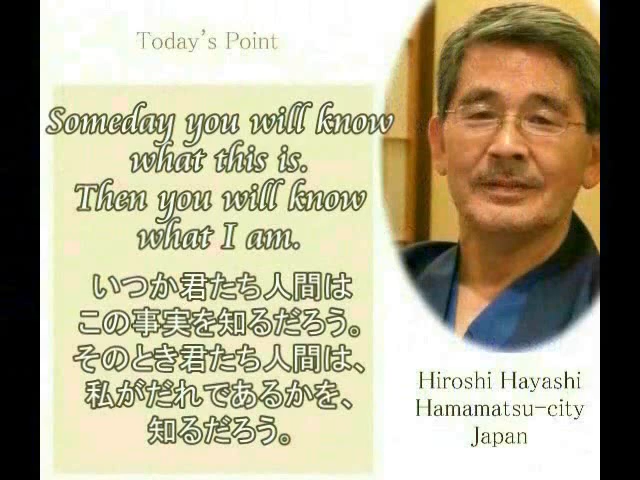 Today's Point
Someday you will know
what this is.
Then you will know
what I am.
いつか君たち人間は
この事実を知るだろう。
そのとき君たち人間は、
私がだれであるかを、
知るだろう。
Hiroshi Hayashi
Hamamatsu-city
Japan